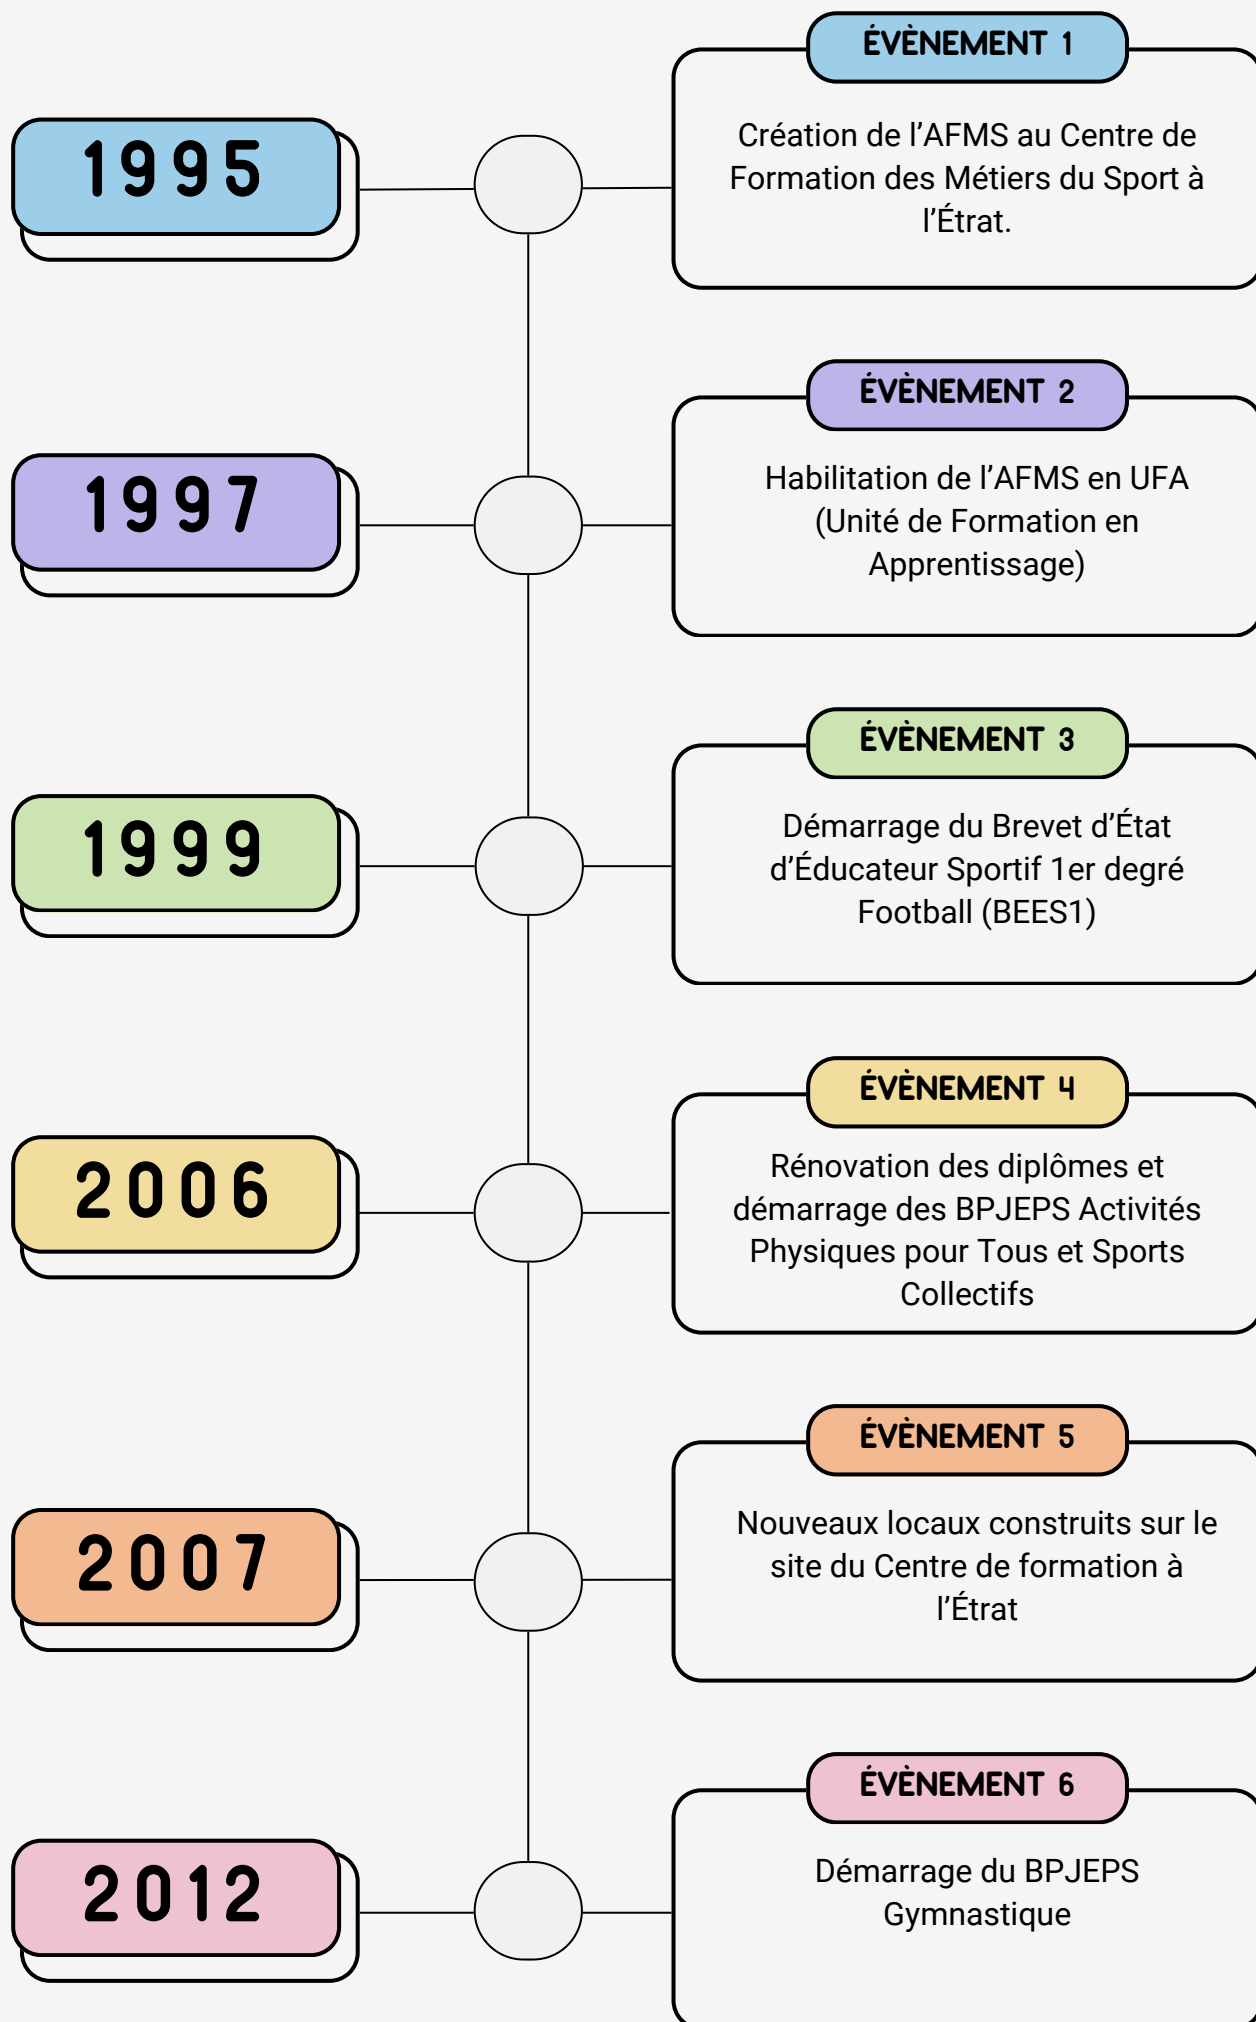 ÉVÈNEMENT 1
1995
Création de l’AFMS au Centre de
Formation des Métiers du Sport à
l’Étrat.
ÉVÈNEMENT 2
1997
Habilitation de l’AFMS en UFA
(Unité de Formation en
Apprentissage)
ÉVÈNEMENT 3
1999
Démarrage du Brevet d’État
d’Éducateur Sportif 1er degré
Football (BEES1)
ÉVÈNEMENT 4
2006
Rénovation des diplômes et
démarrage des BPJEPS Activités
Physiques pour Tous et Sports
Collectifs
ÉVÈNEMENT 5
2007
Nouveaux locaux construits sur le
site du Centre de formation à
l’Étrat
ÉVÈNEMENT 6
2012
Démarrage du BPJEPS
Gymnastique